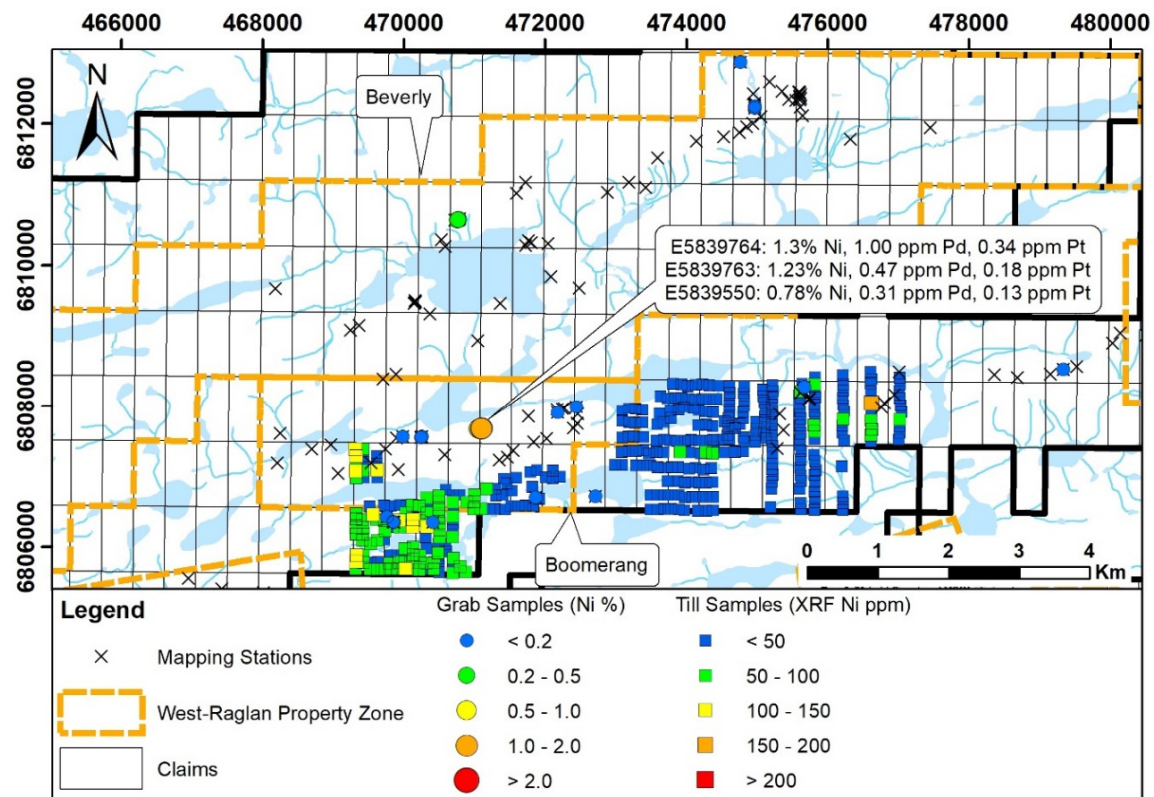 466000 468000 470000 472000 474000 476000 478000 480000
N
Beverly
6812000
6810000
6808000
6806000
E5839764: 1.3% Ni, 1.00 ppm Pd, 0.34 ppm Pt
E5839763: 1.23% Ni, 0.47 ppm Pd, 0.18 ppm Pt
E5839550: 0.78% Ni, 0.31 ppm Pd, 0.13 ppm Pt
Boomerang
0 1 2 3 4
Km
Legend
Mapping Stations
West-Raglan Property Zone
Claims
Grab Samples (Ni %)
< 0.2
0.2 - 0.5
0.5 - 1.0
1.0 - 2.0
> 2.0
Till Samples (XRF Ni ppm)
< 50
50 - 100
100 - 150
150 - 200
> 200